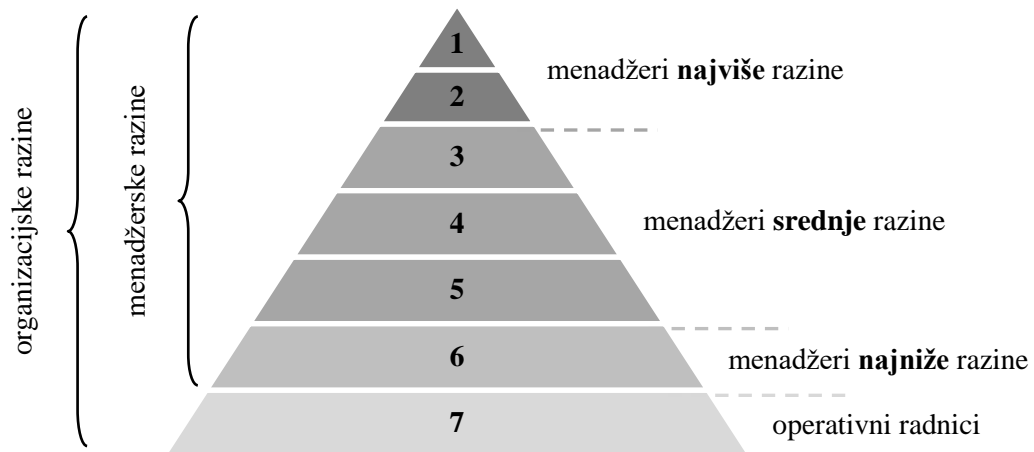 organizacijske razine
menadžerske razine
1
menadžeri najviše razine
2
3
4
menadžeri srednje razine
5
6
menadžeri najniže razine
7
operativni radnici